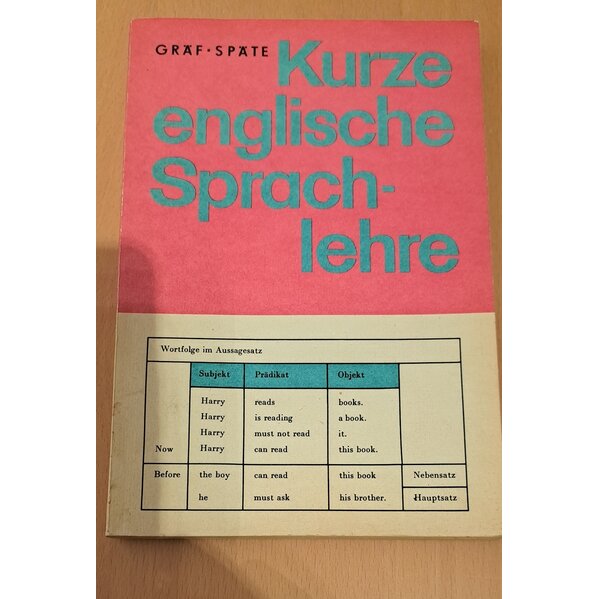 GRÄF · SPÄTE
Kurze
englische
Sprach-
lehre
Wortfolge im Aussagesatz
Subjekt Prädikat Objekt
Harry reads books.
Harry is reading a book.
Harry must not read it.
Now Harry can read this book.
Before the boy can read this book Nebensatz
he must ask his brother. Hauptsatz